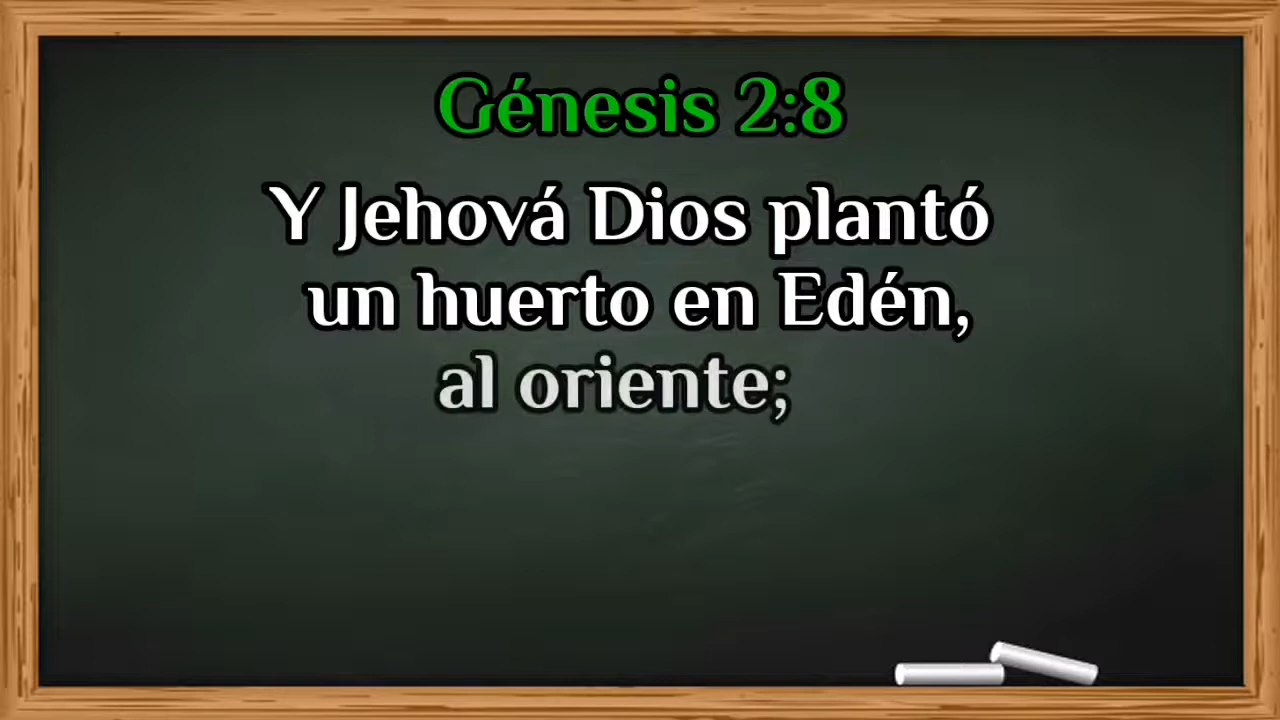 Génesis 2:8
Y Jehová Dios plantó
un huerto en Edén,
al oriente;